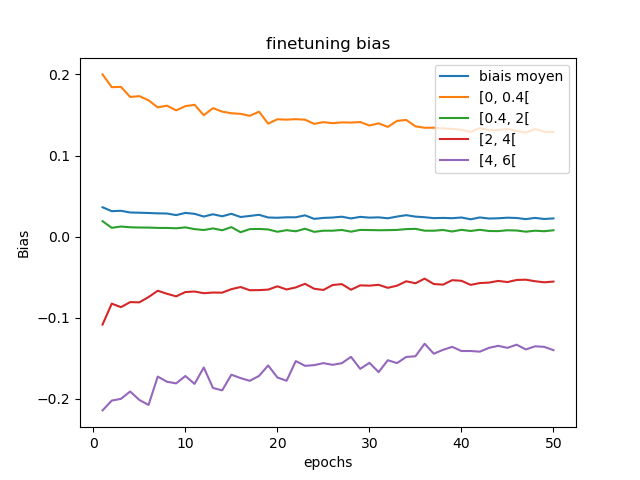 finetuning bias
biais moyen
[0, 0.4[
[0.4, 2[
[2, 4[
[4, 6[
Bias
0.2
0.1
0.0
−0.1
−0.2
0 10 20 30 40 50
epochs